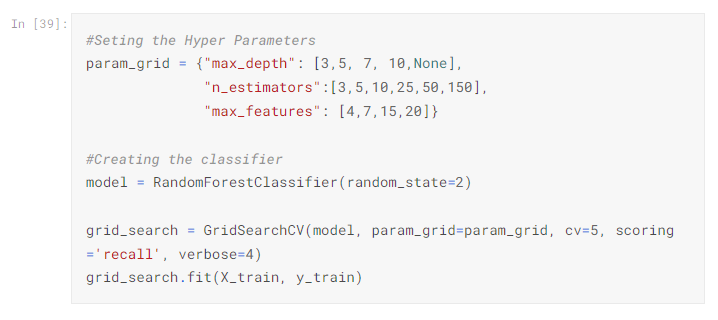 In [39]:
#Seting the Hyper Parameters
param_grid = {"max_depth": [3,5, 7, 10,None],
              "n_estimators":[3,5,10,25,50,150],
              "max_features": [4,7,15,20]}
#Creating the classifier
model = RandomForestClassifier(random_state=2)
grid_search = GridSearchCV(model, param_grid=param_grid, cv=5, scoring
='recall', verbose=4)
grid_search.fit(X_train, y_train)